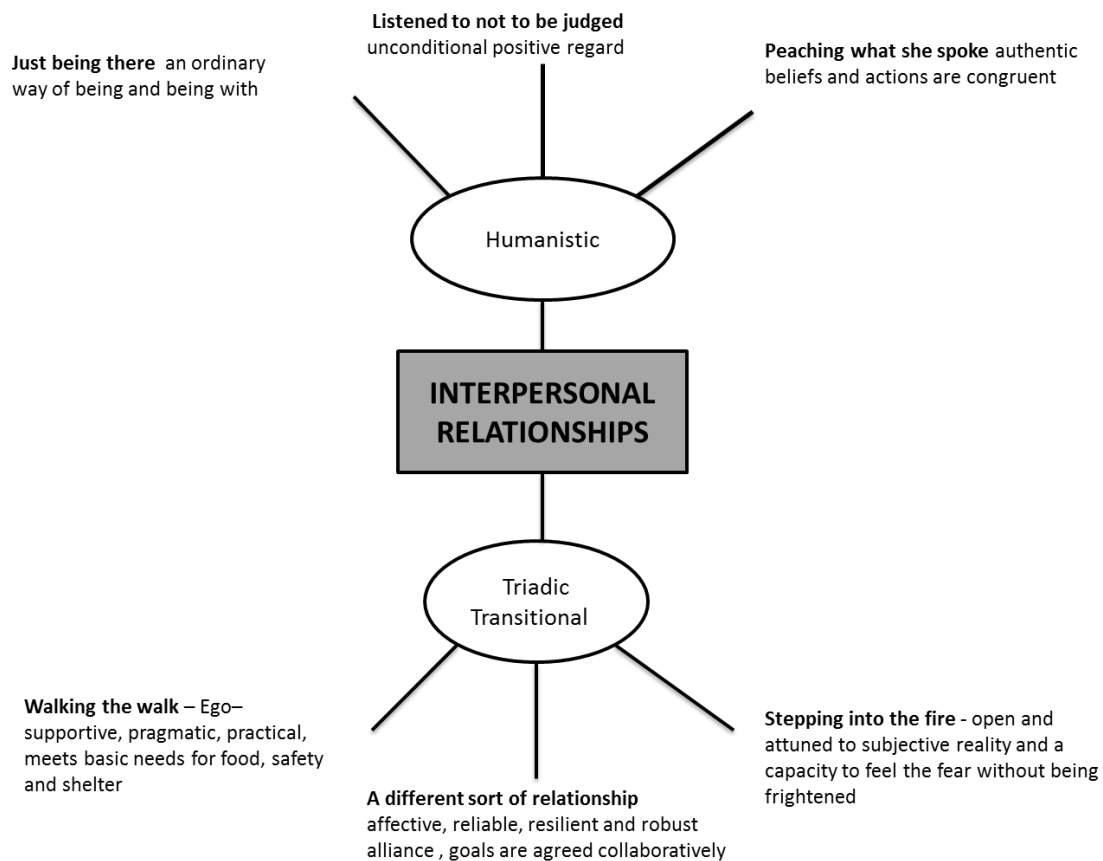 Listened to not to be judged
unconditional positive regard
Just being there an ordinary
way of being and being with
Peaching what she spoke authentic
beliefs and actions are congruent
Humanistic
INTERPERSONAL
RELATIONSHIPS
Triadic
Transitional
Walking the walk – Ego–
supportive, pragmatic, practical,
meets basic needs for food, safety
and shelter
A different sort of relationship
affective, reliable, resilient and robust
alliance , goals are agreed collaboratively
Stepping into the fire - open and
attuned to subjective reality and a
capacity to feel the fear without being
frightened